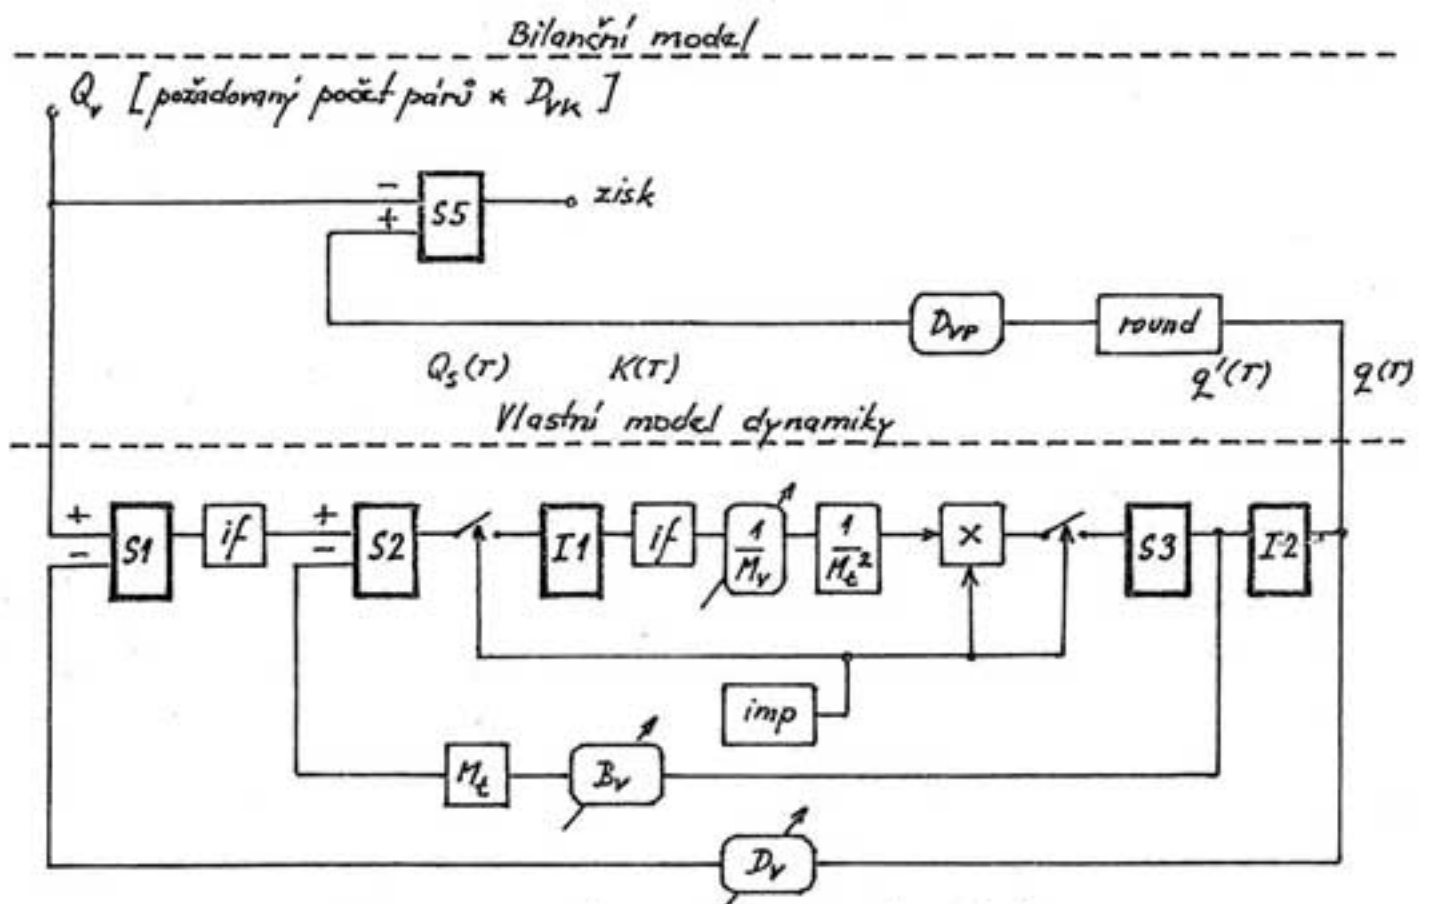 Bilanční model
Qv [požadovaný počet párů * DVK]
-
+
S5
zisk
DVP
round
Qs(T)
K(T)
q'(T)
q(T)
Vlastní model dynamiky
+
-
S1
if
+
-
S2
I1
if
1/Mv
1/Mt²
×
S3
I2
imp
Mt
Bv
Dv